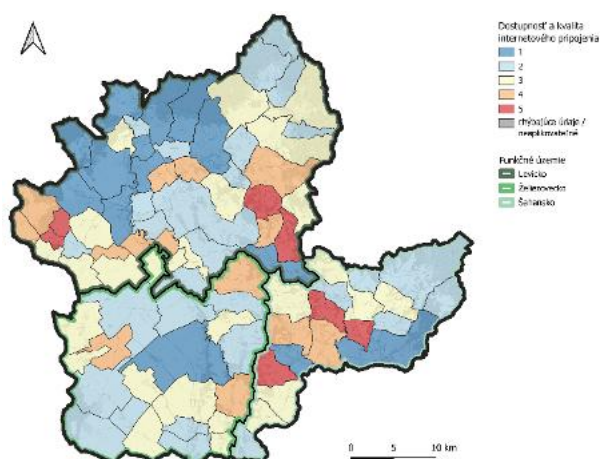 Dostupnosť a kvalita
internetového pripojenia
1
2
3
4
5
chýbajúce údaje /
neaplikovateľné
Funkčné územie
Levicko
Želiezovecko
Šahansko
0 5 10 km